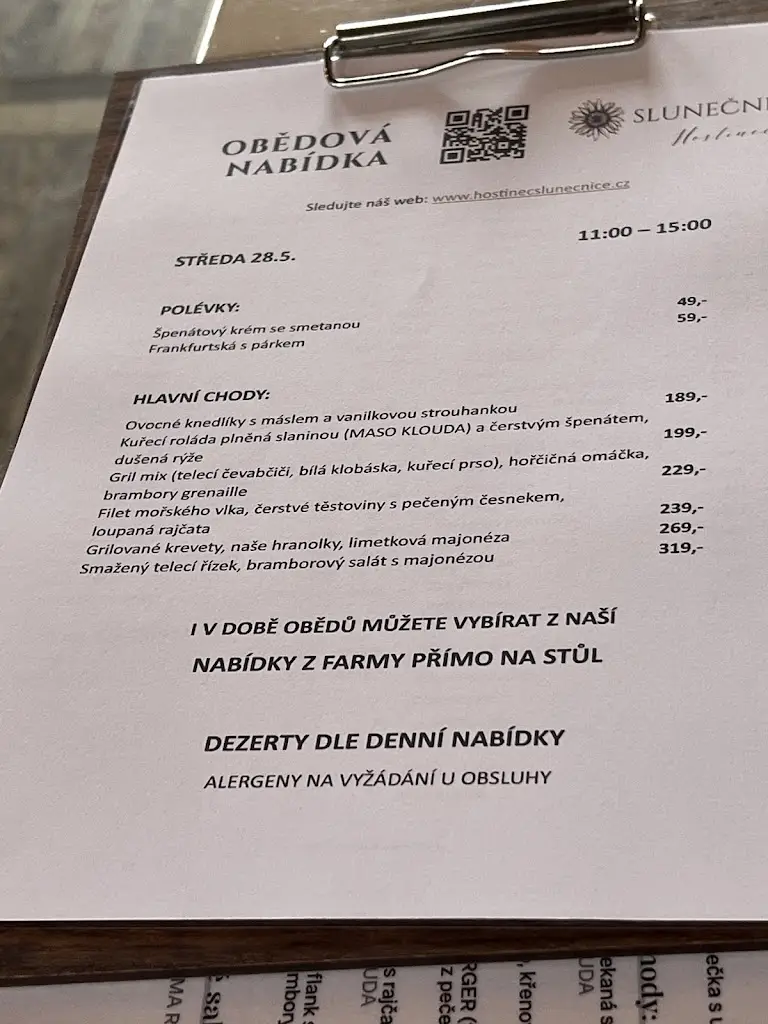 OBĚDOVÁ
NABÍDKA
SLUNEČN
Sledujte náš web: www.hostinecslunecnice.cz
STŘEDA 28.5. 11:00 – 15:00
POLÉVKY:
Špenátový krém se smetanou 49,-
Frankfurtská s párkem 59,-
HLAVNÍ CHODY:
Ovocné knedlíky s máslem a vanilkovou strouhankou 189,-
Kuřecí roláda plněná slaninou (MASO KLOUDA) a čerstvým špenátem,
dušená rýže 199,-
Gril mix (telecí čevabčiči, bílá klobáska, kuřecí prso), hořčičná omáčka,
brambory grenaille 229,-
Filet mořského vlka, čerstvé těstoviny s pečeným česnekem,
loupaná rajčata 239,-
Grilované krevety, naše hranolky, limetková majonéza 269,-
Smažený telecí řízek, bramborový salát s majonézou 319,-
I V DOBĚ OBĚDŮ MŮŽETE VYBÍRAT Z NAŠÍ
NABÍDKY Z FARMY PŘÍMO NA STŮL
DEZERTY DLE DENNÍ NABÍDKY
ALERGENY NA VYŽÁDÁNÍ U OBSLUHY